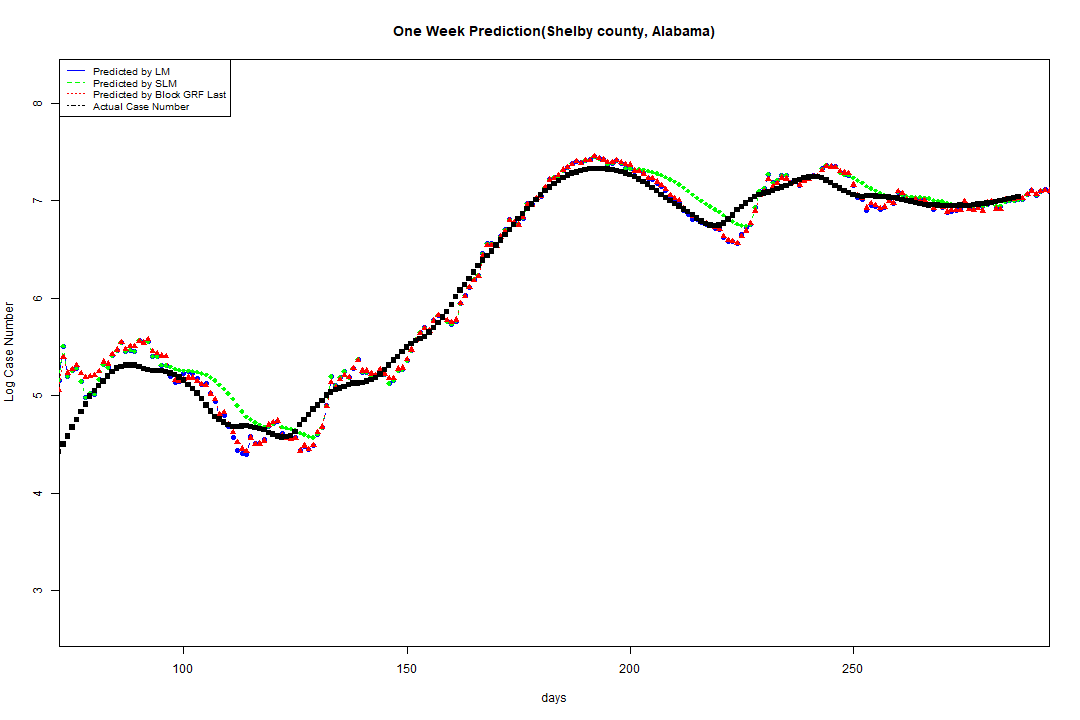 One Week Prediction(Shelby county, Alabama)
Predicted by LM
Predicted by SLM
Predicted by Block GRF Last
Actual Case Number
8
7
6
5
4
3
Log Case Number
100
150
200
250
days